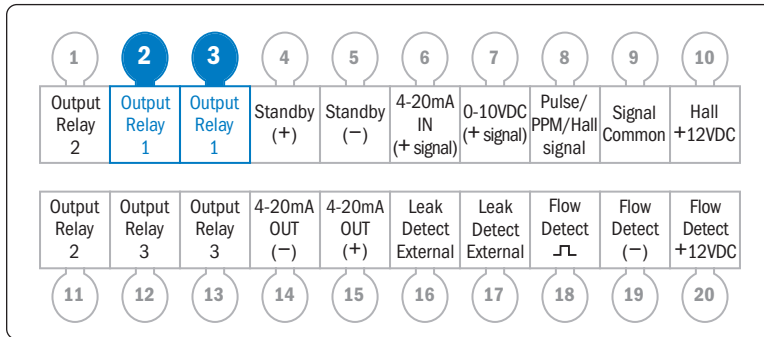 1 2 3 4 5 6 7 8 9 10
Output Relay 2
Output Relay 1
Output Relay 1
Standby (+)
Standby (−)
4-20mA IN (+ signal)
0-10VDC (+ signal)
Pulse/ PPM/Hall signal
Signal Common
Hall +12VDC
Output Relay 2
Output Relay 3
Output Relay 3
4-20mA OUT (−)
4-20mA OUT (+)
Leak Detect External
Leak Detect External
Flow Detect
Flow Detect (−)
Flow Detect +12VDC
11 12 13 14 15 16 17 18 19 20